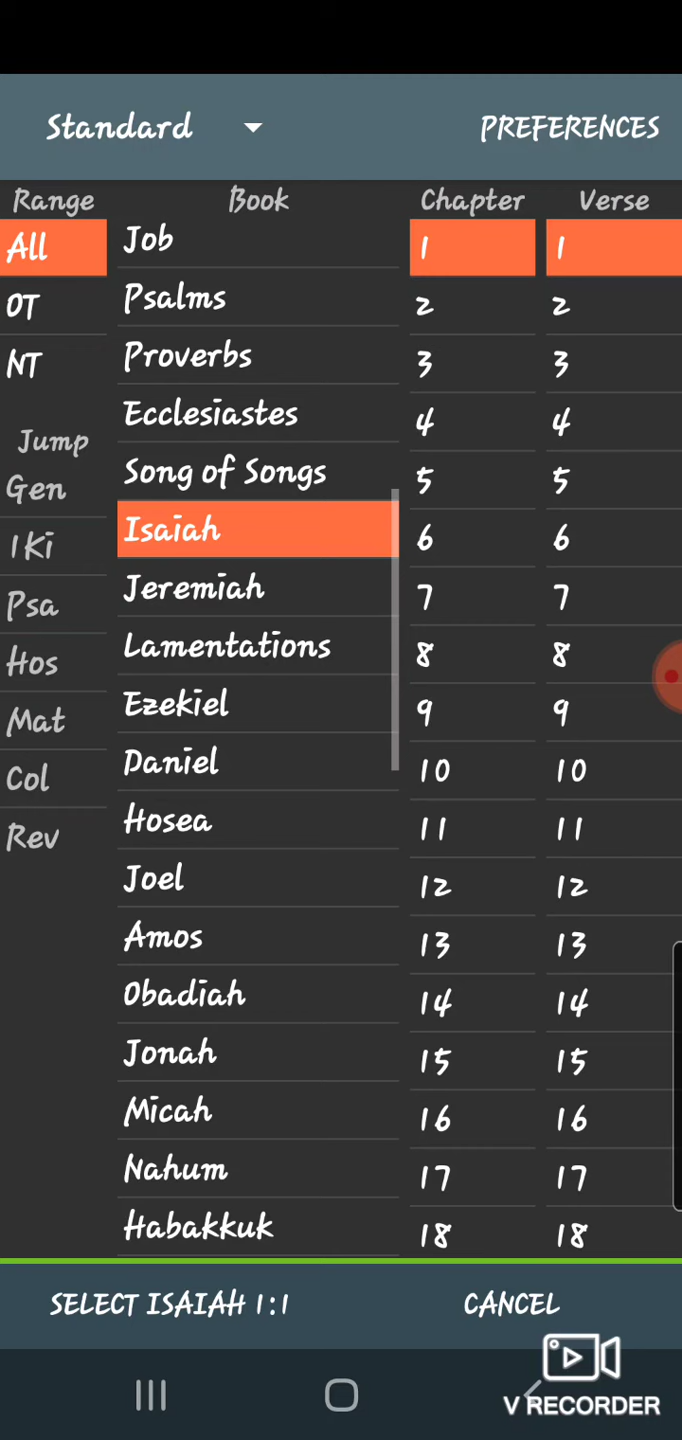 Standard PREFERENCES
Range Book Chapter Verse
All Job 1 1
OT Psalms 2 2
NT Proverbs 3 3
Ecclesiastes 4 4
Jump
Gen Song of Songs 5 5
1Ki Isaiah 6 6
Psa Jeremiah 7 7
Hos Lamentations 8 8
Mat Ezekiel 9 9
Col Daniel 10 10
Rev Hosea 11 11
Joel 12 12
Amos 13 13
Obadiah 14 14
Jonah 15 15
Micah 16 16
Nahum 17 17
Habakkuk 18 18
SELECT ISAIAH 1:1 CANCEL
V RECORDER